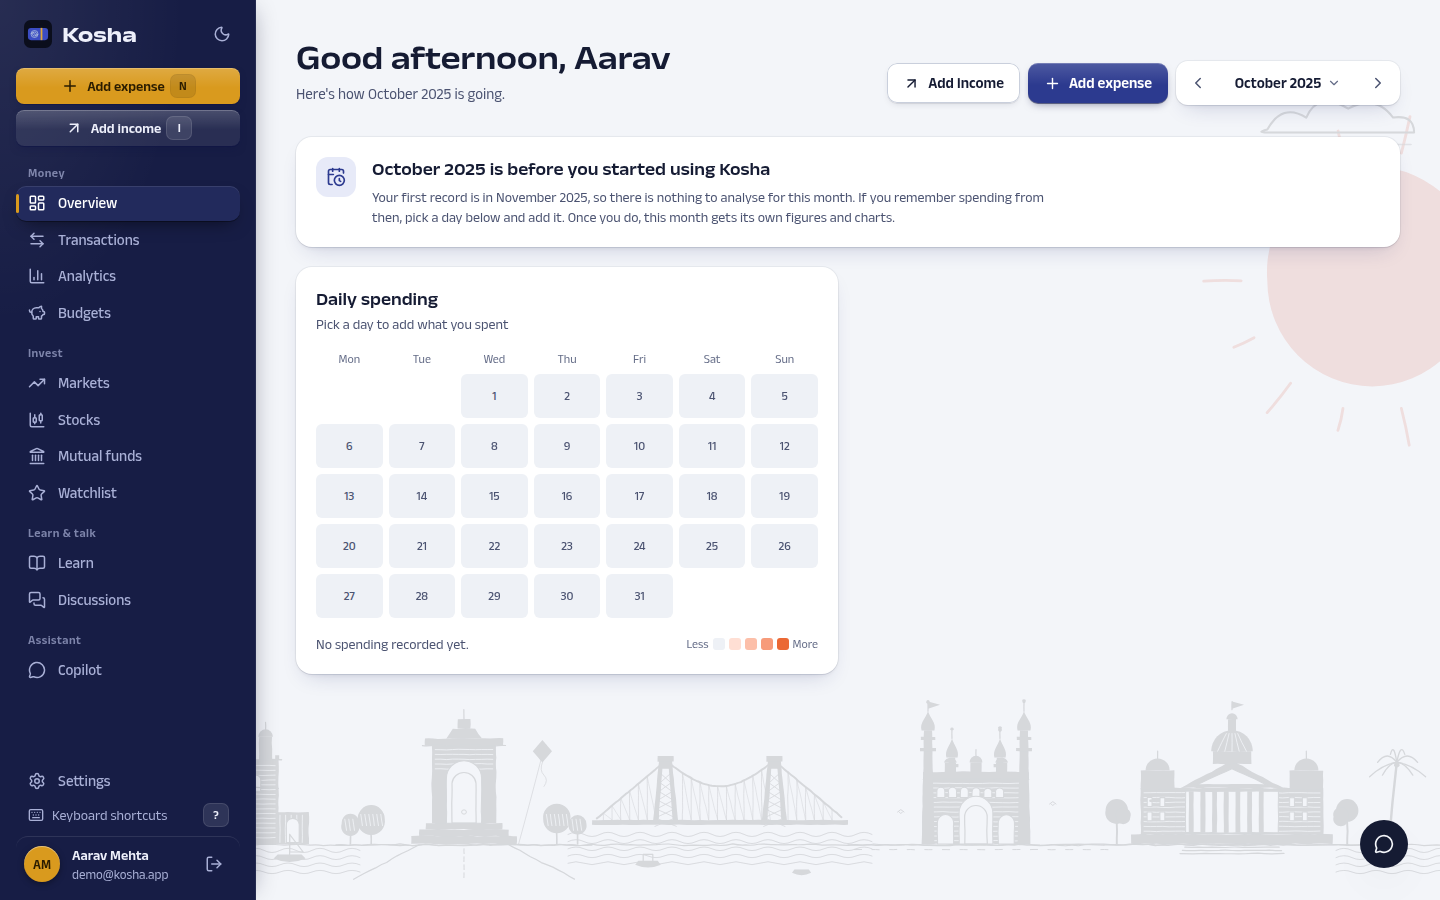 Kosha
Add expense N
Add income I
Money
Overview
Transactions
Analytics
Budgets
Invest
Markets
Stocks
Mutual funds
Watchlist
Learn & talk
Learn
Discussions
Assistant
Copilot
Settings
Keyboard shortcuts ?
AM
Aarav Mehta
demo@kosha.app
Good afternoon, Aarav
Here's how October 2025 is going.
Add income
Add expense
October 2025
October 2025 is before you started using Kosha
Your first record is in November 2025, so there is nothing to analyse for this month. If you remember spending from
then, pick a day below and add it. Once you do, this month gets its own figures and charts.
Daily spending
Pick a day to add what you spent
Mon Tue Wed Thu Fri Sat Sun
1 2 3 4 5
6 7 8 9 10 11 12
13 14 15 16 17 18 19
20 21 22 23 24 25 26
27 28 29 30 31
No spending recorded yet.
Less More